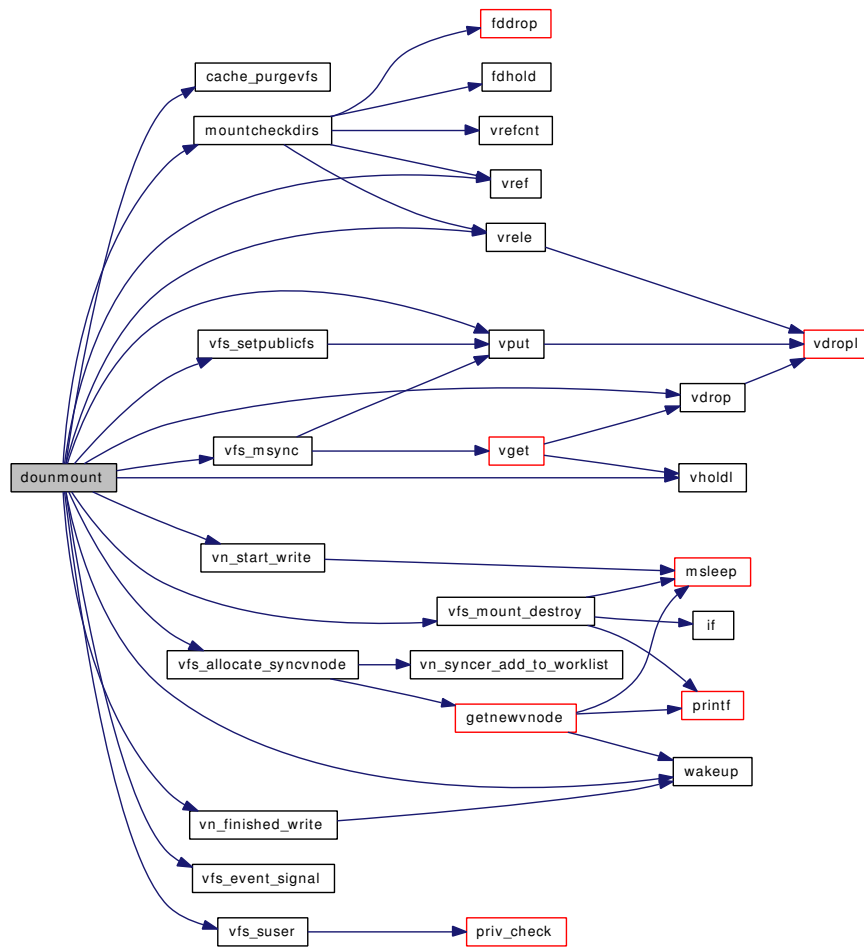 fddrop
cache_purgevfs
fdhold
mountcheckdirs
vrefcnt
vref
vrele
vfs_setpublicfs
vput
vdropl
vdrop
vfs_msync
vget
dounmount
vholdl
vn_start_write
msleep
vfs_mount_destroy
if
vfs_allocate_syncvnode
vn_syncer_add_to_worklist
getnewvnode
printf
wakeup
vn_finished_write
vfs_event_signal
vfs_suser
priv_check